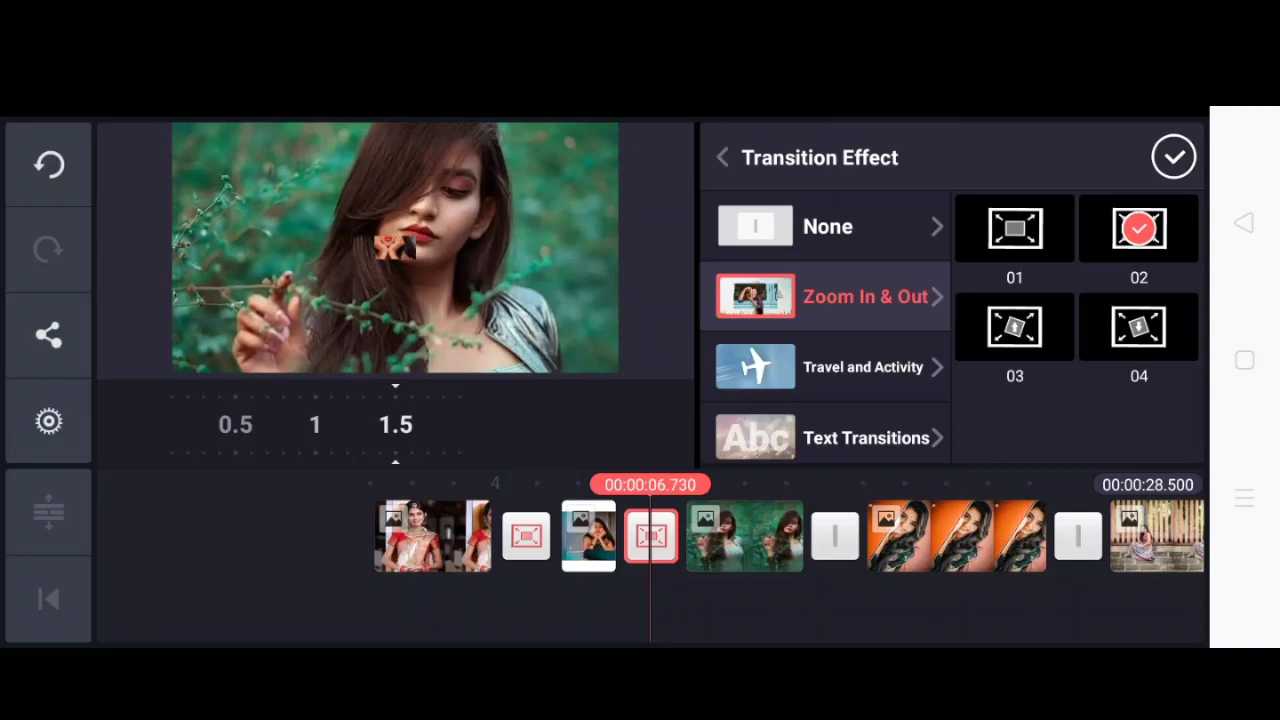 Transition Effect
None
Zoom In & Out
01
02
Travel and Activity
03
04
Abc
Text Transitions
0.5
1
1.5
4
00:00:06.730
00:00:28.500